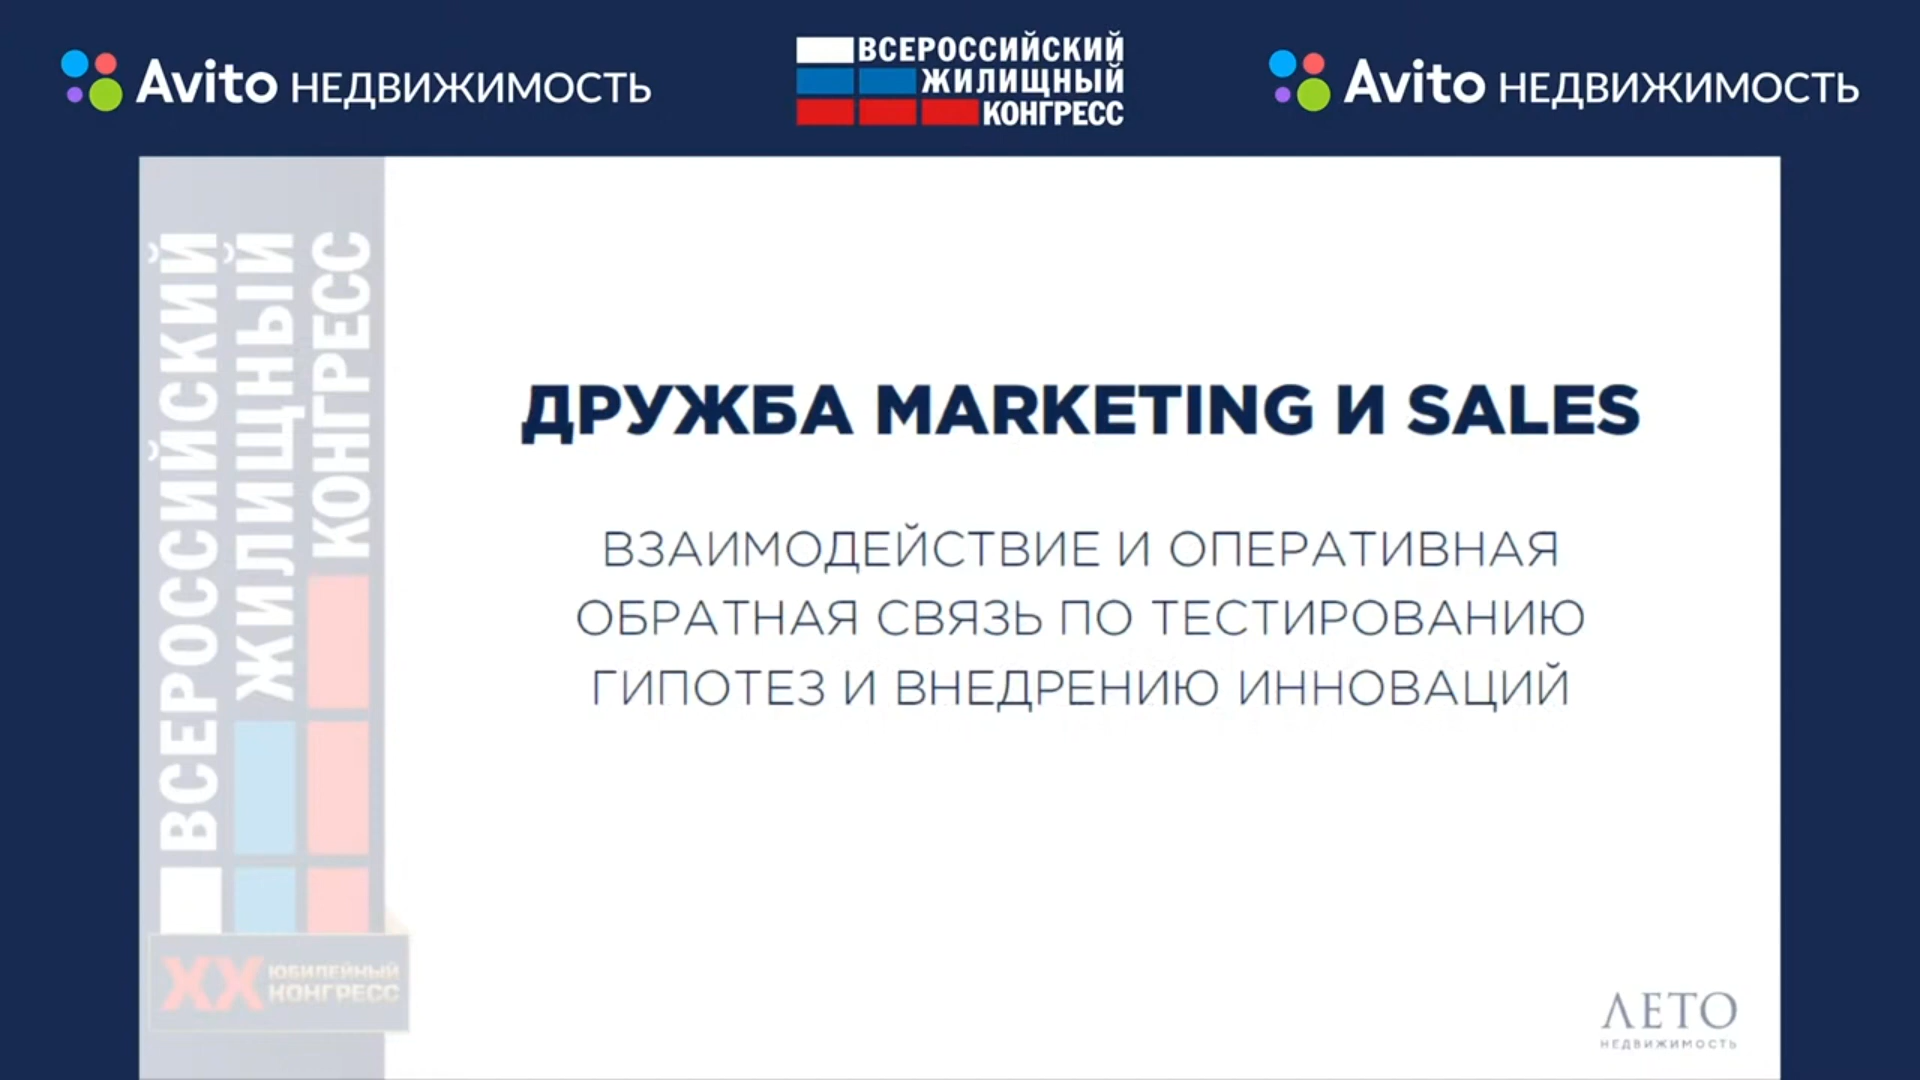 Avito НЕДВИЖИМОСТЬ
ВСЕРОССИЙСКИЙ
ЖИЛИЩНЫЙ
КОНГРЕСС
Avito НЕДВИЖИМОСТЬ
ВСЕРОССИЙСКИЙ
ЖИЛИЩНЫЙ
КОНГРЕСС
XX ЮБИЛЕЙНЫЙ
КОНГРЕСС
ДРУЖБА MARKETING И SALES
ВЗАИМОДЕЙСТВИЕ И ОПЕРАТИВНАЯ
ОБРАТНАЯ СВЯЗЬ ПО ТЕСТИРОВАНИЮ
ГИПОТЕЗ И ВНЕДРЕНИЮ ИННОВАЦИЙ
ЛЕТО
НЕДВИЖИМОСТЬ